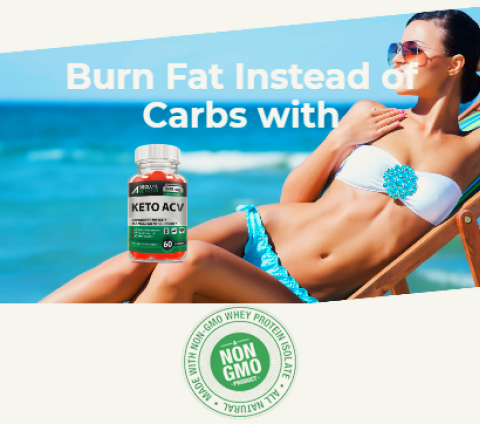 Burn Fat Instead of
Carbs with
KETO ACV
60
MADE WITH NON-GMO WHEY PROTEIN ISOLATE
A
NON
GMO
PRODUCT
ALL NATURAL